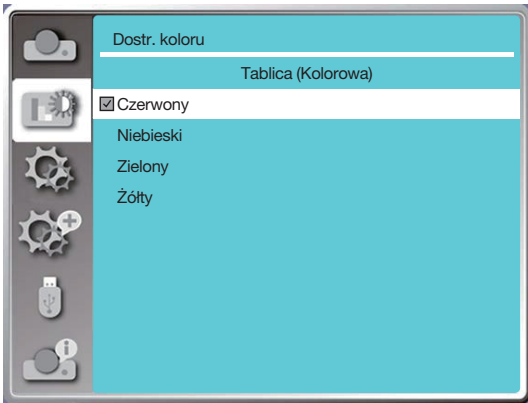 Dostr. koloru
Tablica (Kolorowa)
Czerwony
Niebieski
Zielony
Żółty